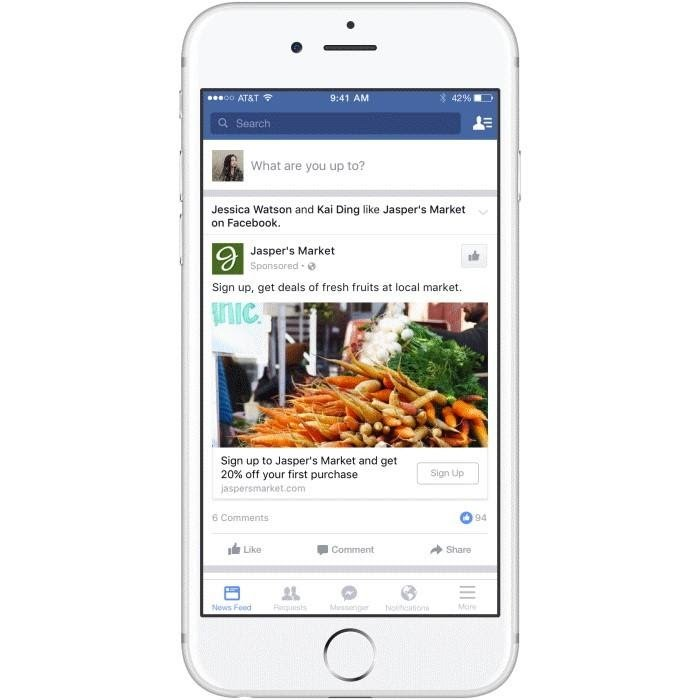 AT&T 9:41 AM 42%
Search
What are you up to?
Jessica Watson and Kai Ding like Jasper's Market
on Facebook.
Jasper's Market
Sponsored •
Sign up, get deals of fresh fruits at local market.
nic.
Sign up to Jasper's Market and get
20% off your first purchase
Sign Up
jaspersmarket.com
6 Comments 94
Like Comment Share
News Feed Requests Messenger Notifications More